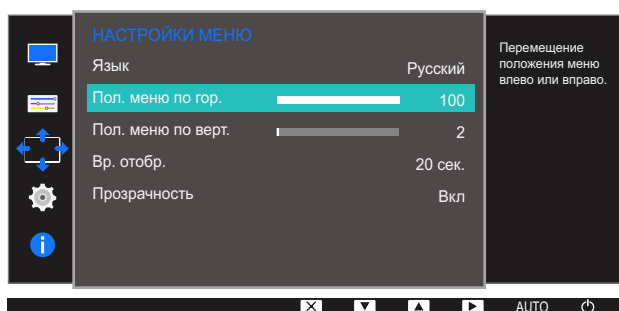 НАСТРОЙКИ МЕНЮ
Язык Русский
Пол. меню по гор. 100
Пол. меню по верт. 2
Вр. отобр. 20 сек.
Прозрачность Вкл
Перемещение
положения меню
влево или вправо.
AUTO